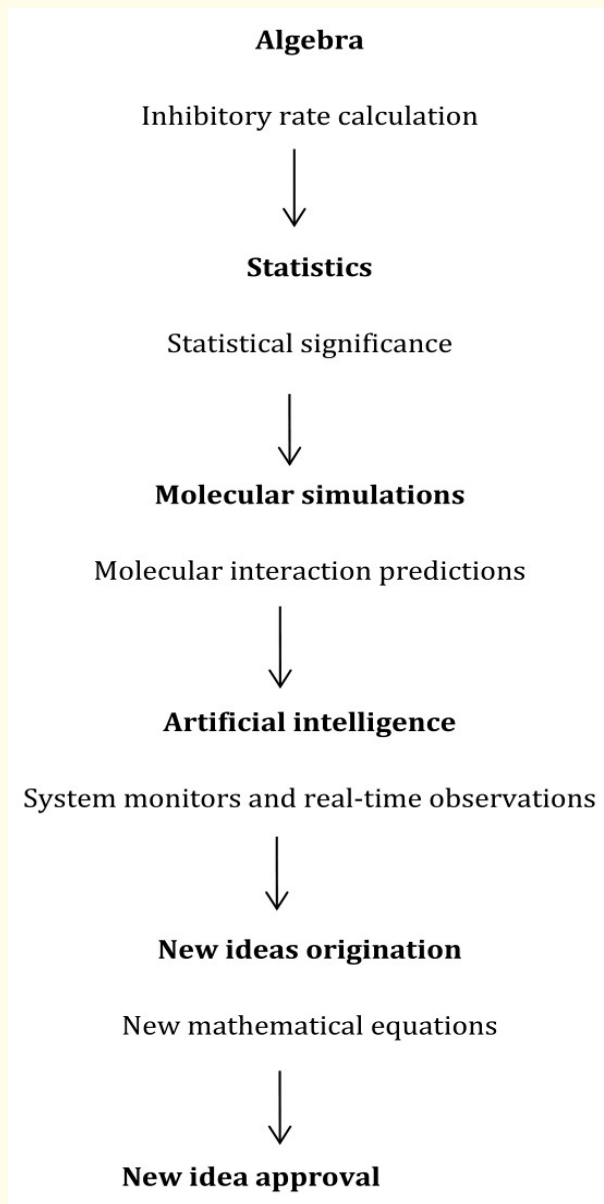 Algebra
Inhibitory rate calculation
Statistics
Statistical significance
Molecular simulations
Molecular interaction predictions
Artificial intelligence
System monitors and real-time observations
New ideas origination
New mathematical equations
New idea approval